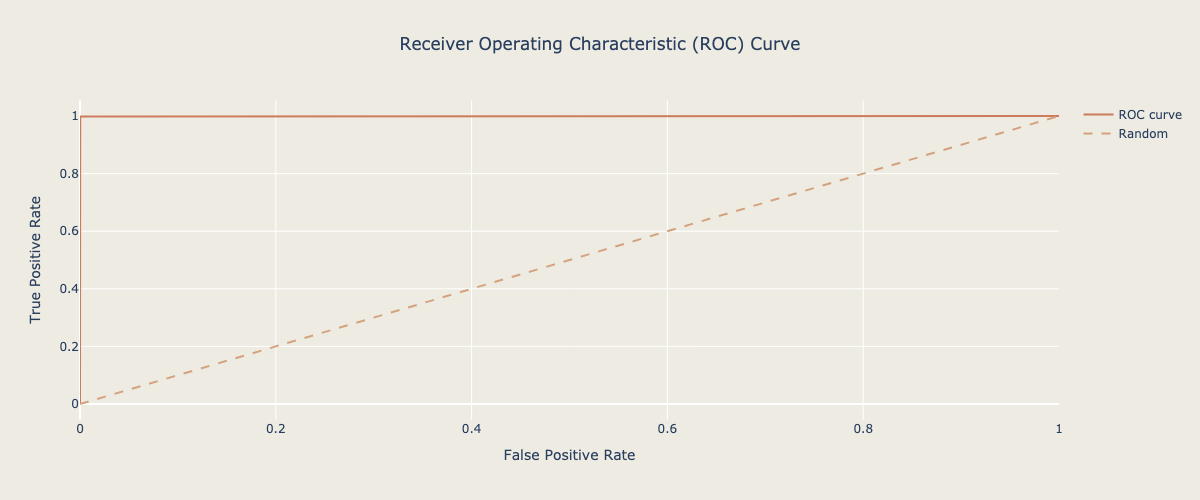 Receiver Operating Characteristic (ROC) Curve
ROC curve
Random
True Positive Rate
1
0.8
0.6
0.4
0.2
0
0 0.2 0.4 0.6 0.8 1
False Positive Rate